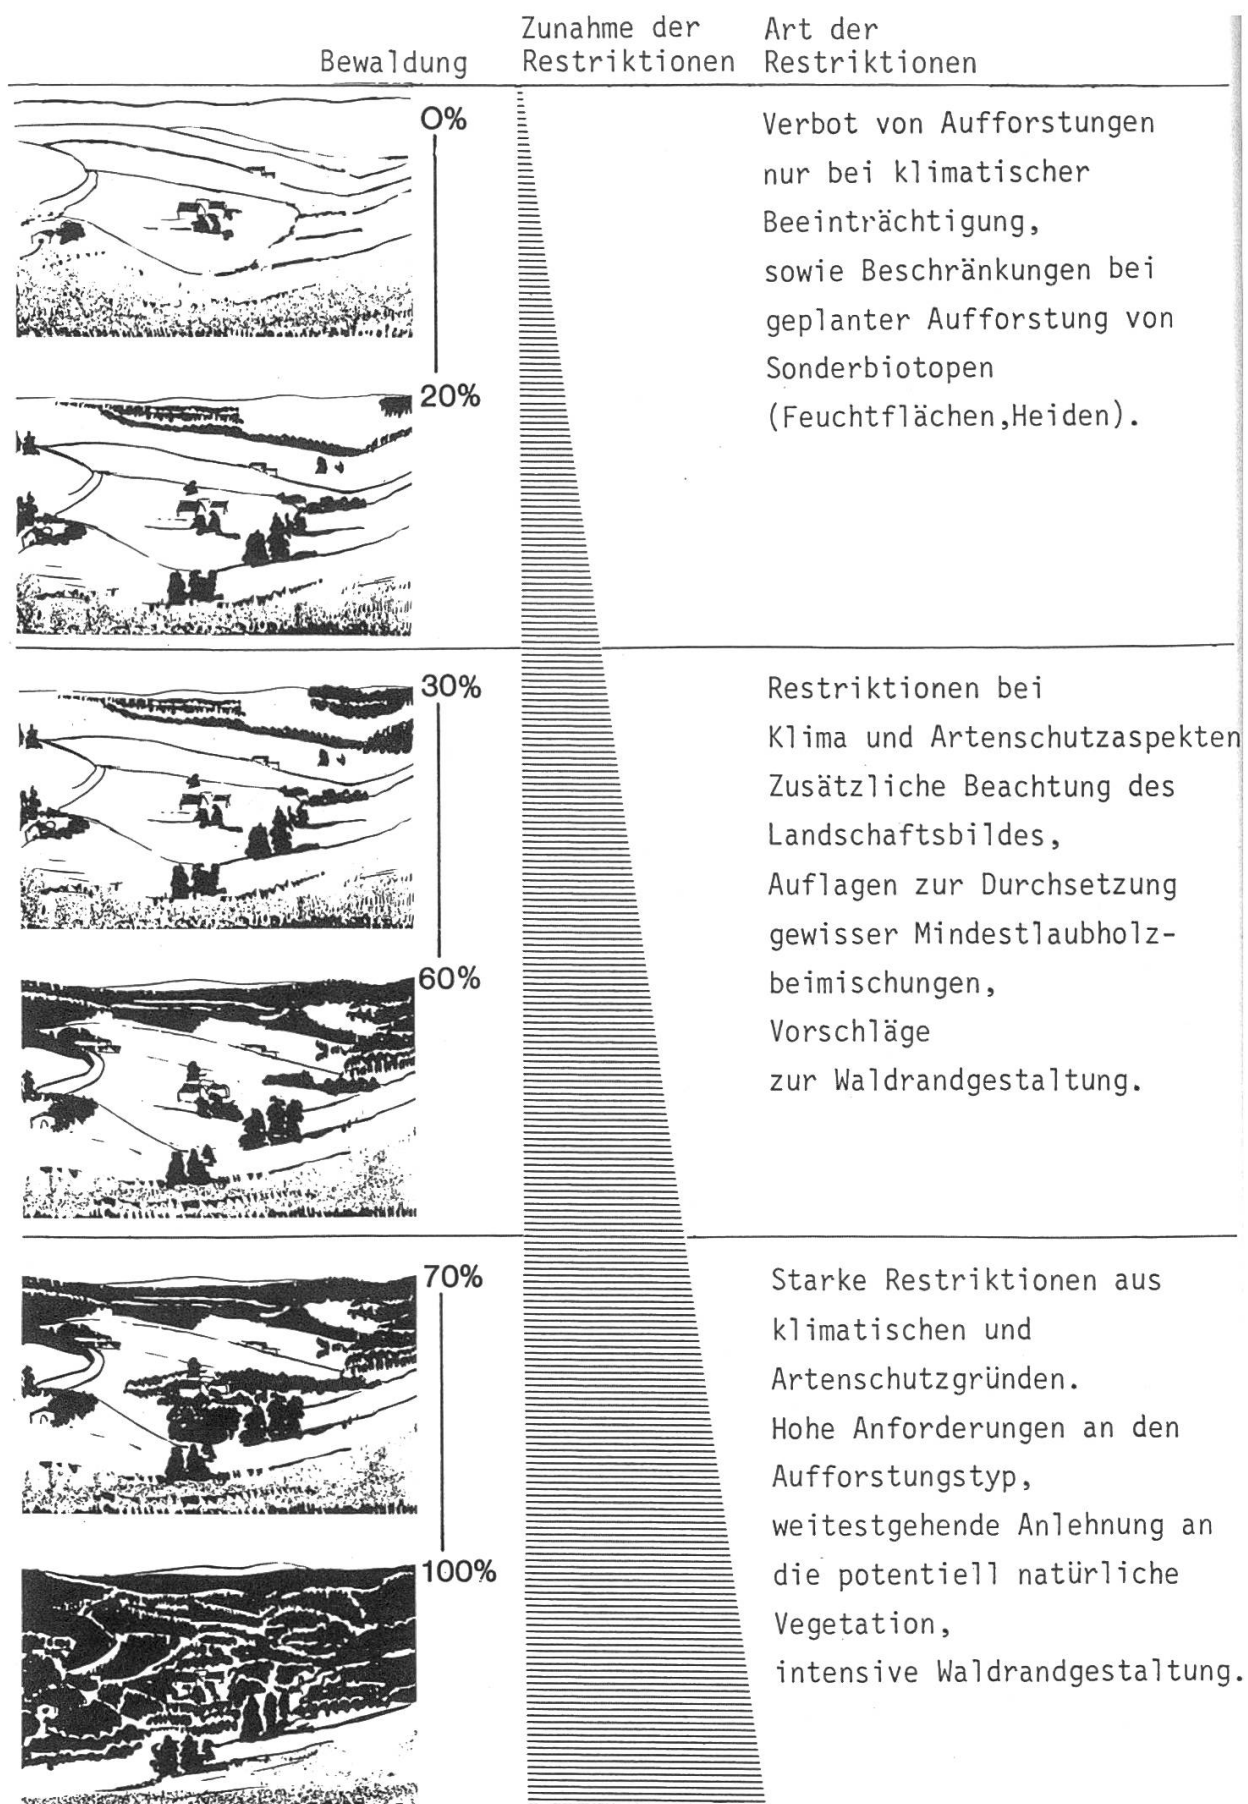 Bewaldung
Zunahme der
Restriktionen
Art der
Restriktionen
0%
20%
Verbot von Aufforstungen
nur bei klimatischer
Beeinträchtigung,
sowie Beschränkungen bei
geplanter Aufforstung von
Sonderbiotopen
(Feuchtflächen,Heiden).
30%
60%
Restriktionen bei
Klima und Artenschutzaspekten
Zusätzliche Beachtung des
Landschaftsbildes,
Auflagen zur Durchsetzung
gewisser Mindestlaubholz-
beimischungen,
Vorschläge
zur Waldrandgestaltung.
70%
100%
Starke Restriktionen aus
klimatischen und
Artenschutzgründen.
Hohe Anforderungen an den
Aufforstungstyp,
weitestgehende Anlehnung an
die potentiell natürliche
Vegetation,
intensive Waldrandgestaltung.